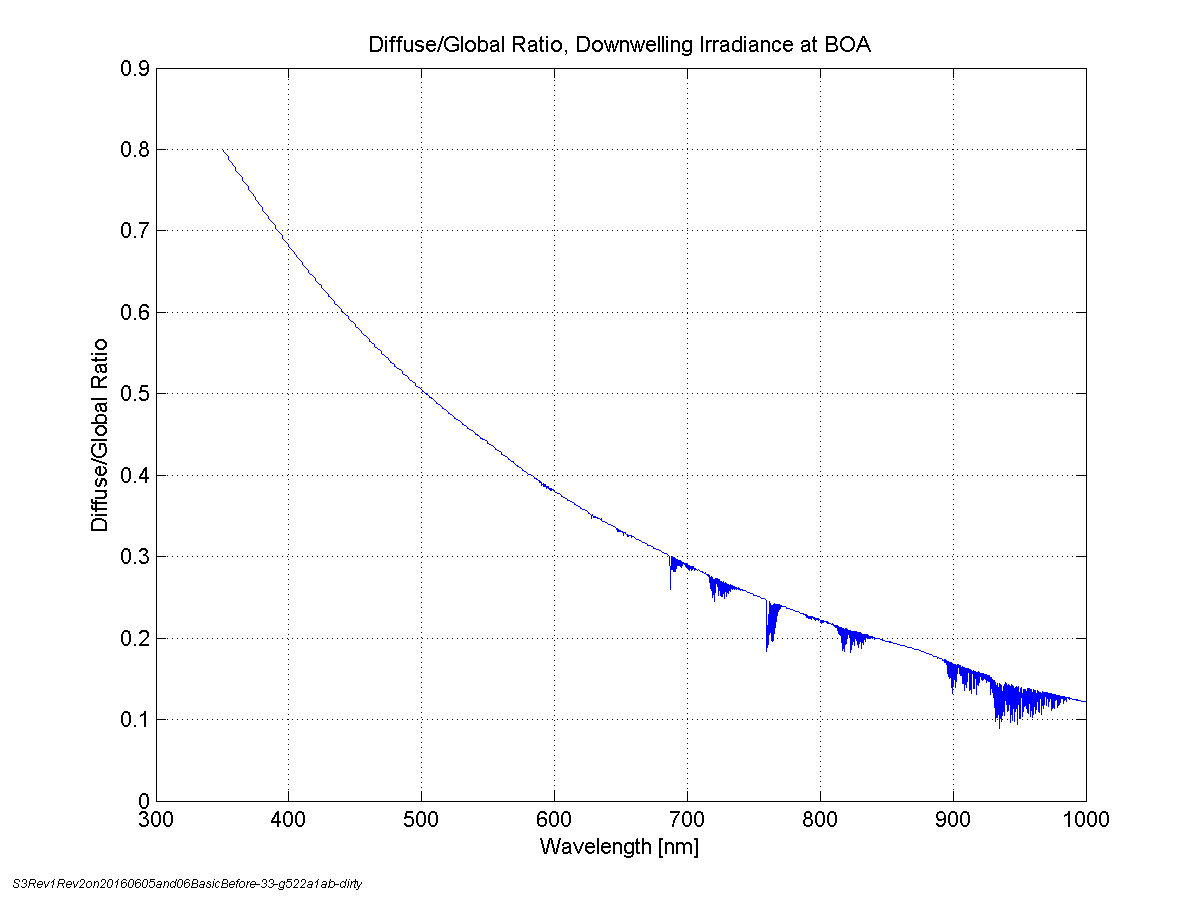 Diffuse/Global Ratio, Downwelling Irradiance at BOA
0.9
0.8
0.7
0.6
0.5
0.4
0.3
0.2
0.1
0
Diffuse/Global Ratio
300 400 500 600 700 800 900 1000
Wavelength [nm]
S3Rev1Rev2on20160605and06BasicBefore-33-g522a1ab-dirty